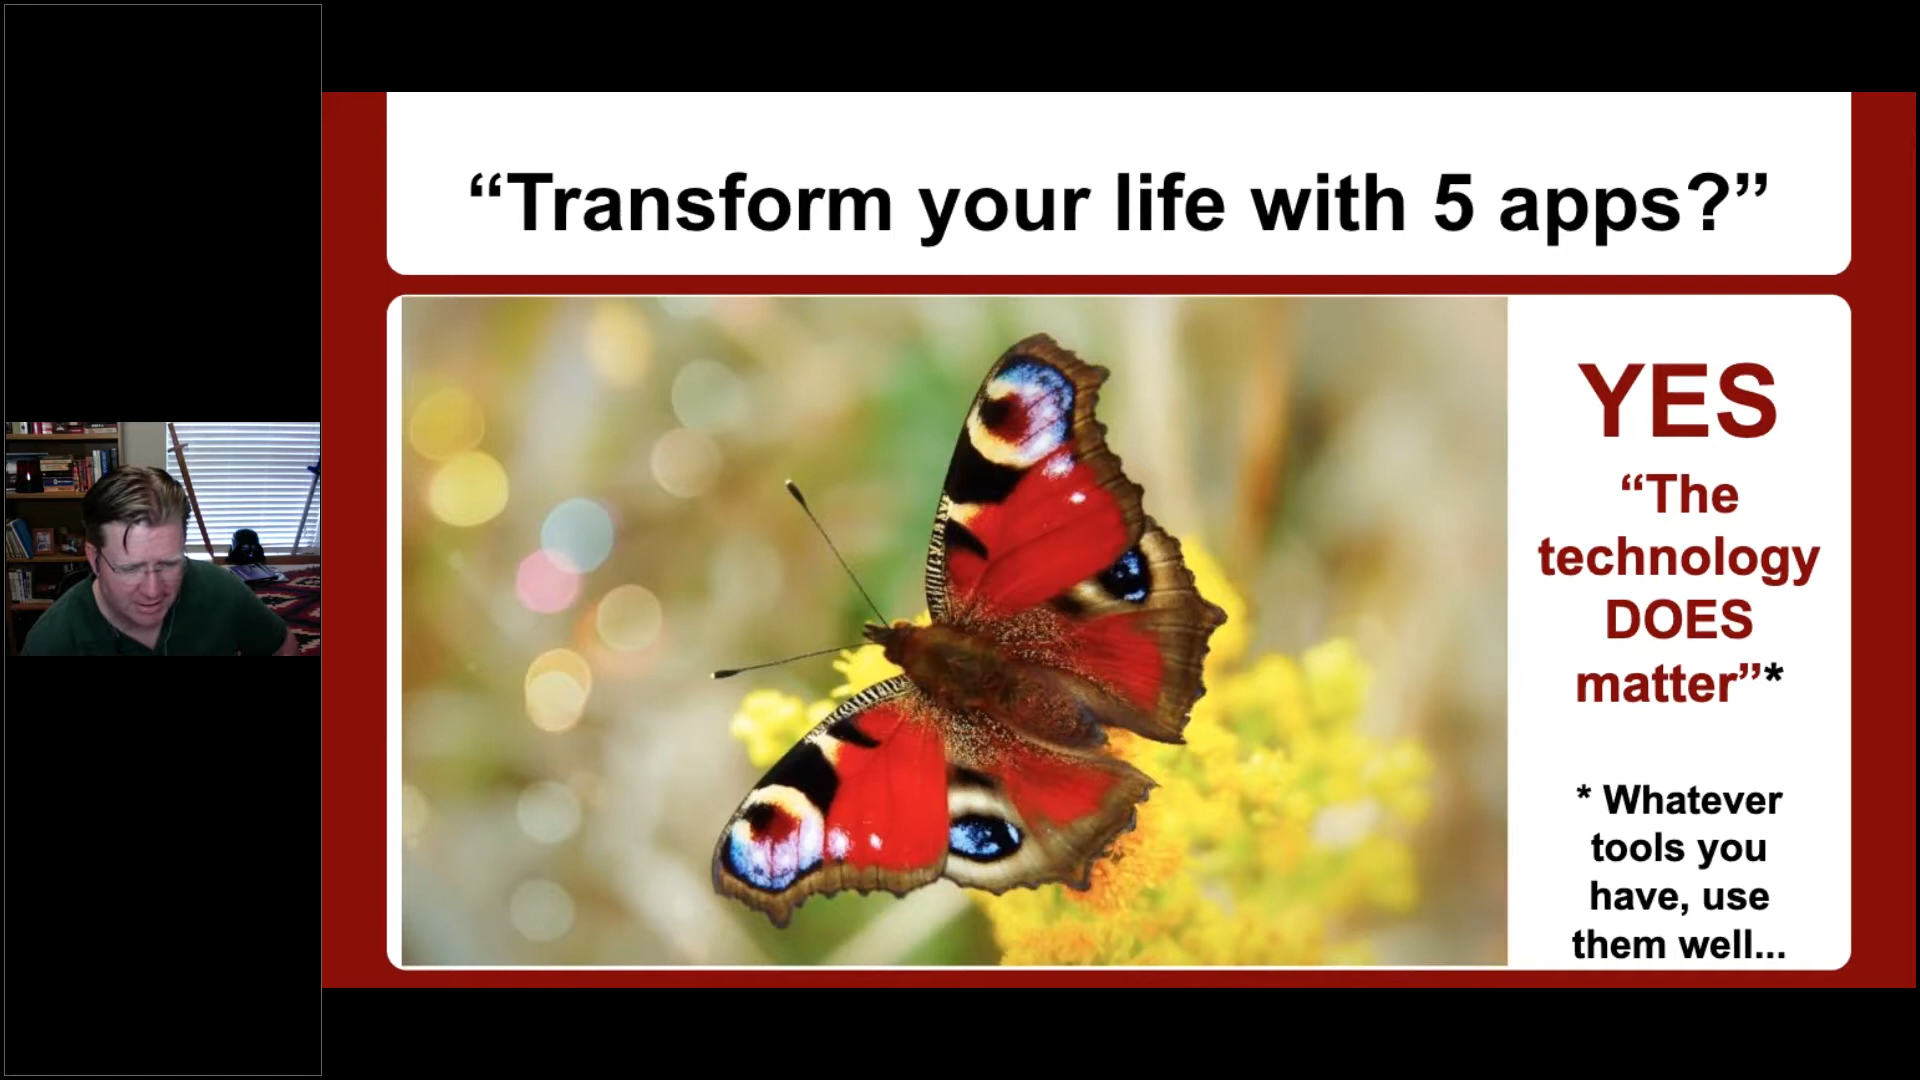 “Transform your life with 5 apps?”
YES
“The
technology
DOES
matter”*
* Whatever
tools you
have, use
them well...